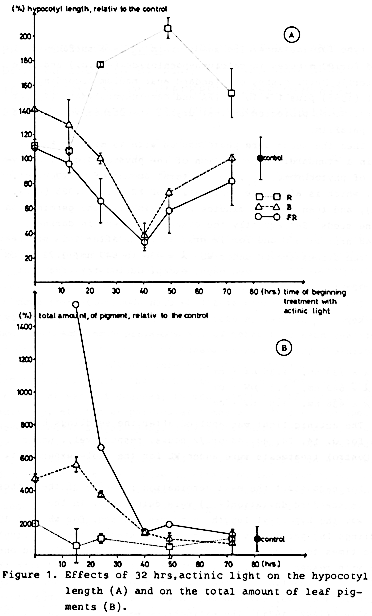 (%) hypocotyl length, relativ to the control
A
200
180
160
140
120
100
80
60
40
20
control
R
B
FR
10 20 30 40 50 60 70 80 (hrs.) time of beginning
treatment with
actinic light
(%) total amount, of pigment, relativ to the control
B
1400
1200
1000
800
600
400
200
control
10 20 30 40 50 60 70 80 (hrs.)
Figure 1. Effects of 32 hrs,actinic light on the hypocotyl
length (A) and on the total amount of leaf pig-
ments (B).